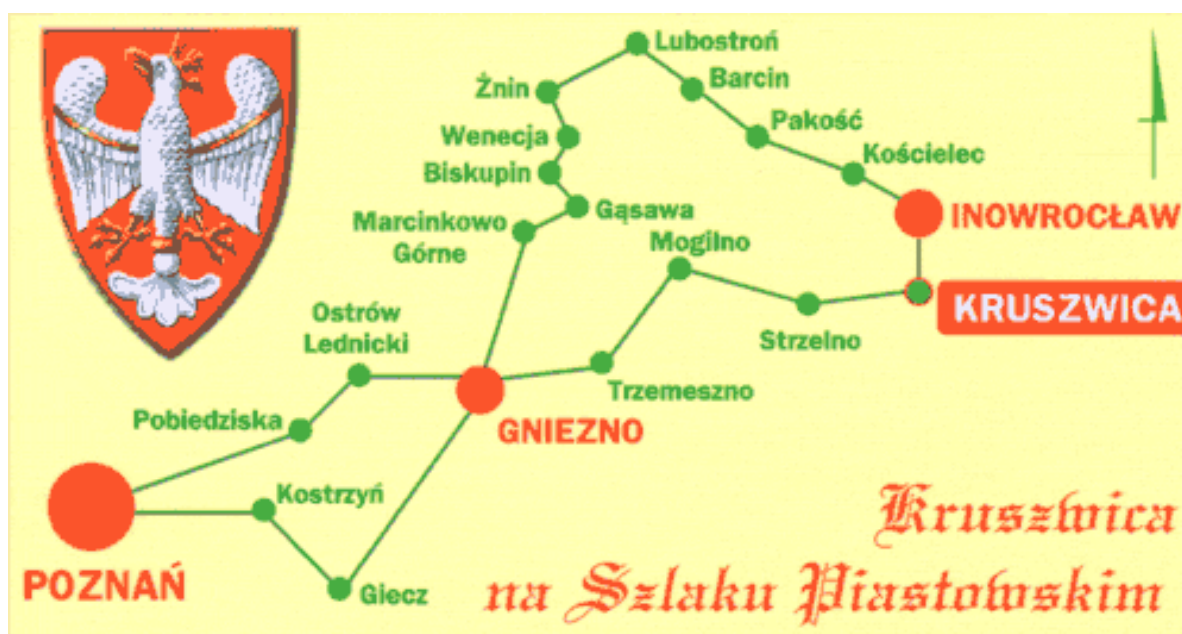 Lubostroń
Żnin
Barcin
Wenecja
Pakość
Biskupin
Kościelec
Marcinkowo
Górne
Gąsawa
INOWROCŁAW
Mogilno
KRUSZWICA
Ostrów
Lednicki
Strzelno
Trzemeszno
Pobiedziska
GNIEZNO
Kostrzyń
POZNAŃ
Giecz
Kruszwica
na Szlaku Piastowskim